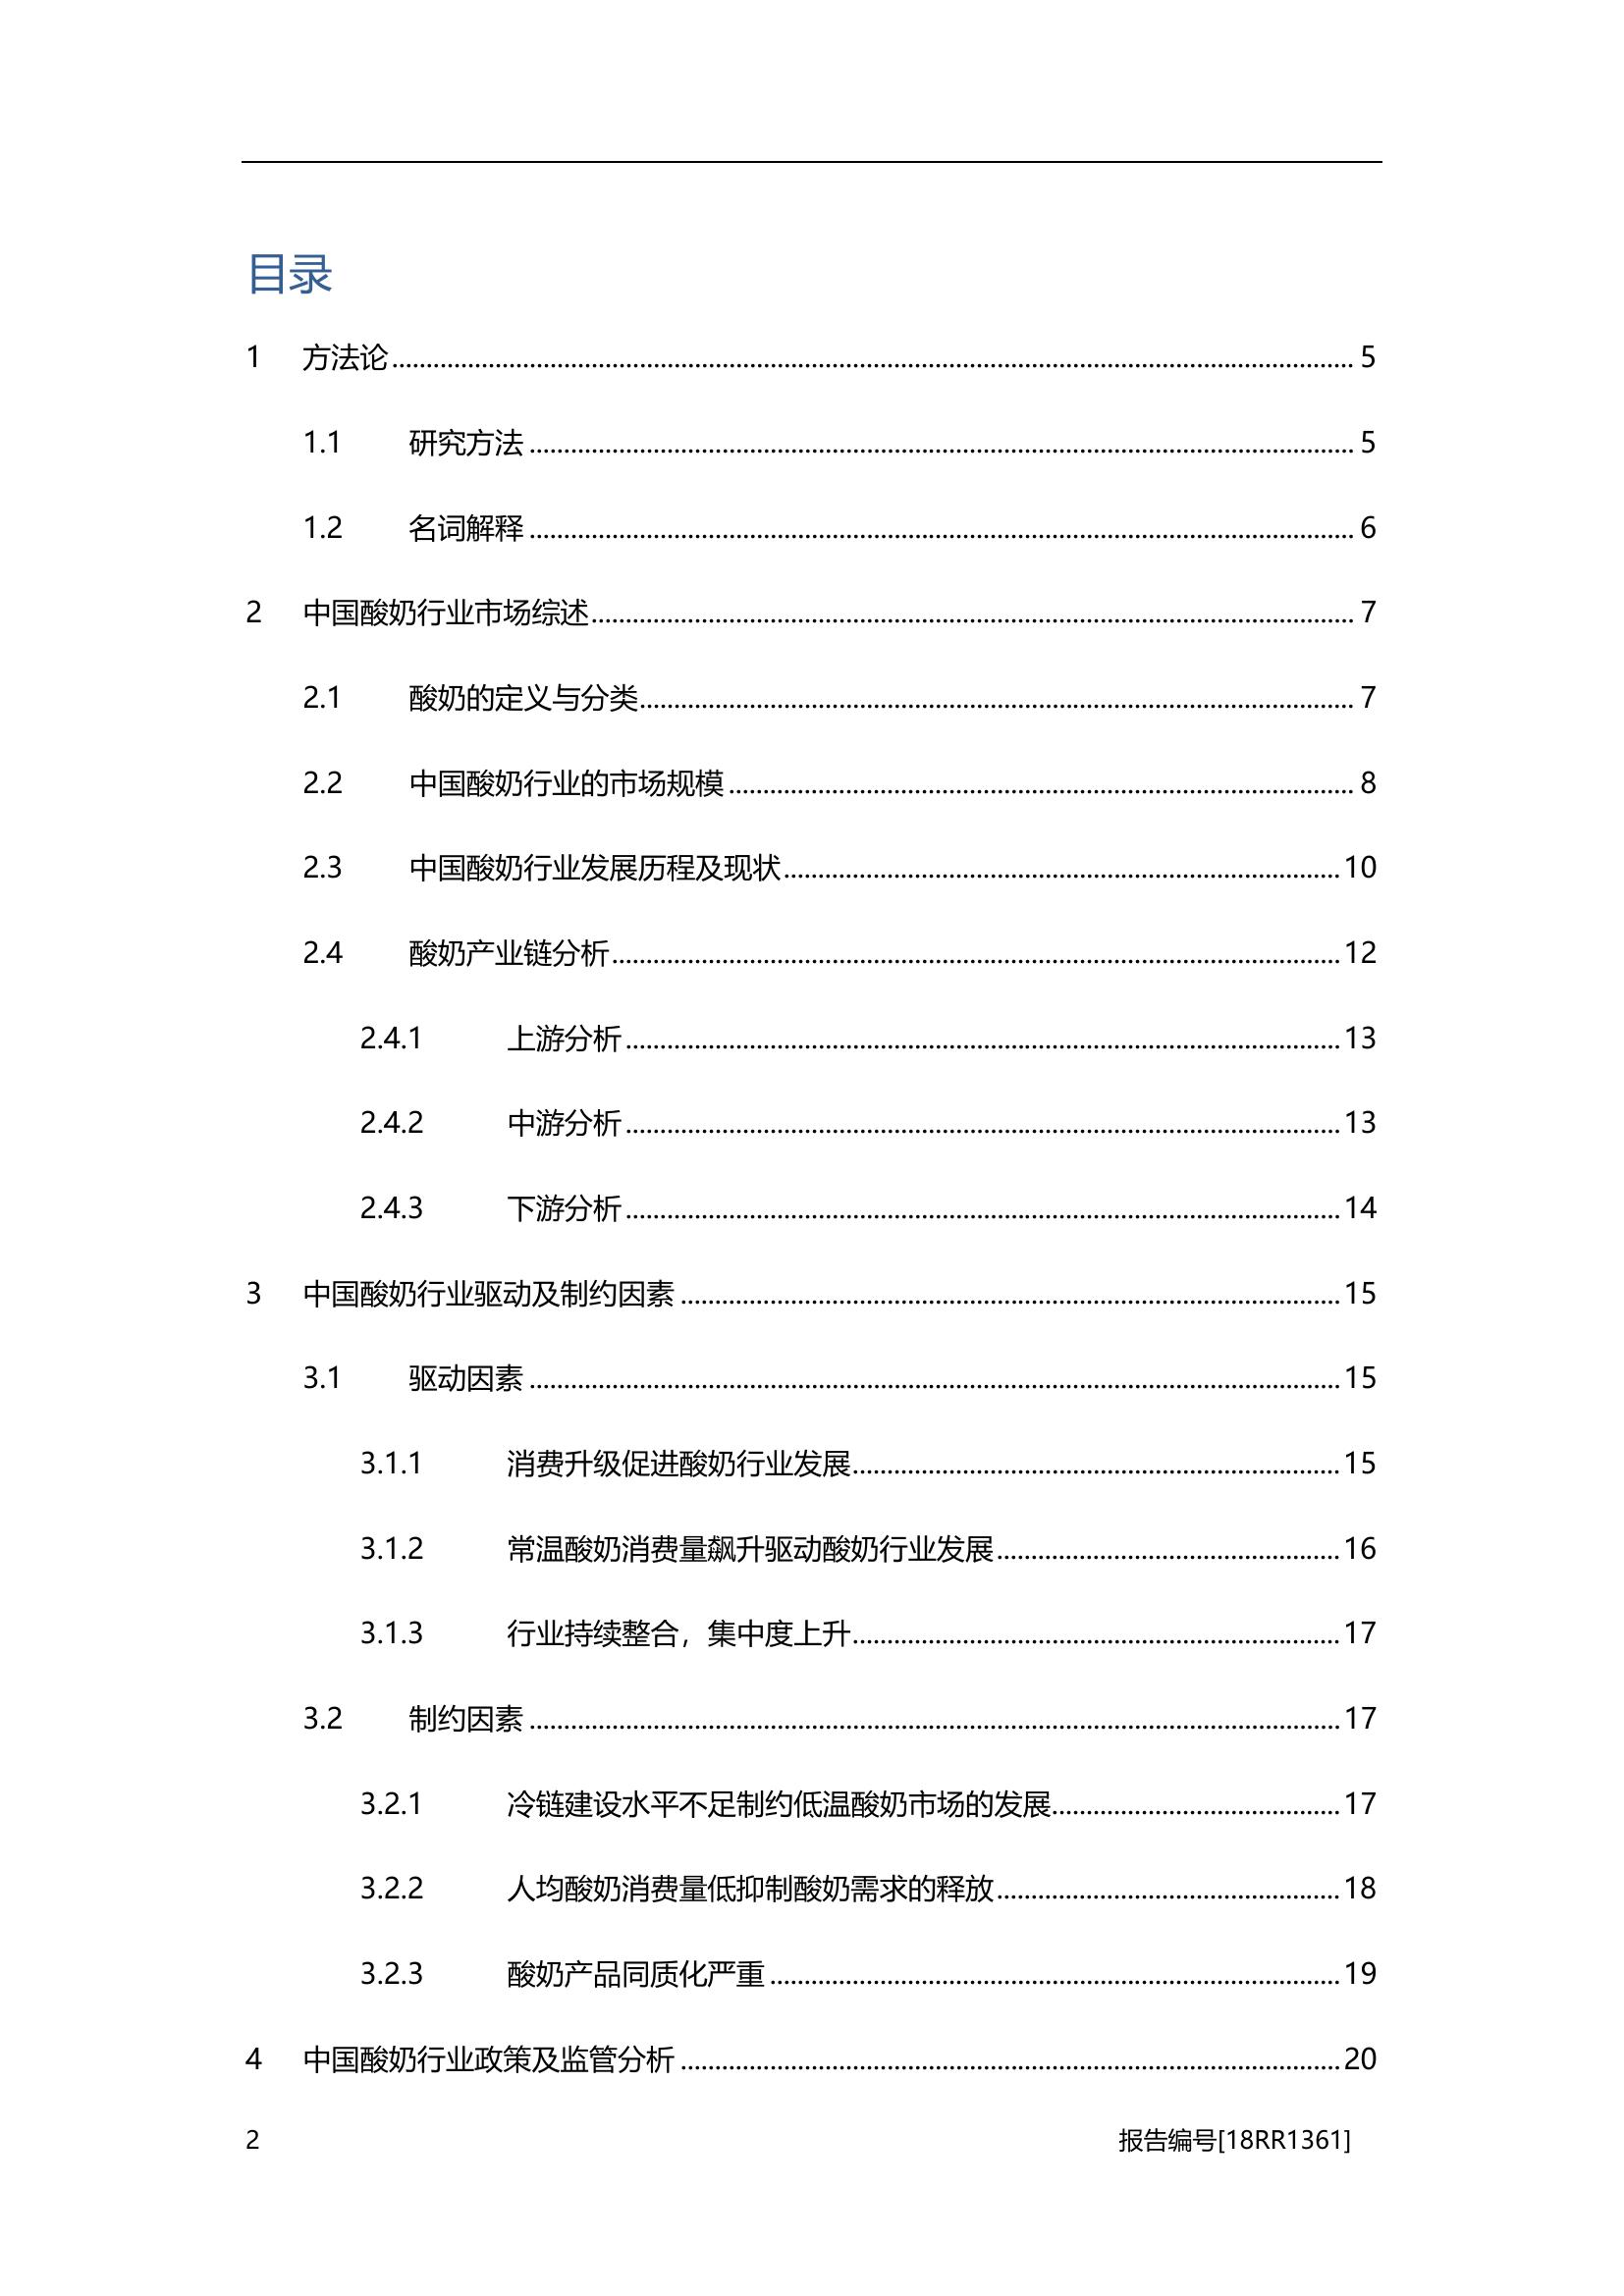 目录
1 方法论 5
1.1 研究方法 5
1.2 名词解释 6
2 中国酸奶行业市场综述 7
2.1 酸奶的定义与分类 7
2.2 中国酸奶行业的市场规模 8
2.3 中国酸奶行业发展历程及现状 10
2.4 酸奶产业链分析 12
2.4.1 上游分析 13
2.4.2 中游分析 13
2.4.3 下游分析 14
3 中国酸奶行业驱动及制约因素 15
3.1 驱动因素 15
3.1.1 消费升级促进酸奶行业发展 15
3.1.2 常温酸奶消费量飙升驱动酸奶行业发展 16
3.1.3 行业持续整合，集中度上升 17
3.2 制约因素 17
3.2.1 冷链建设水平不足制约低温酸奶市场的发展 17
3.2.2 人均酸奶消费量低抑制酸奶需求的释放 18
3.2.3 酸奶产品同质化严重 19
4 中国酸奶行业政策及监管分析 20
2 报告编号[18RR1361]